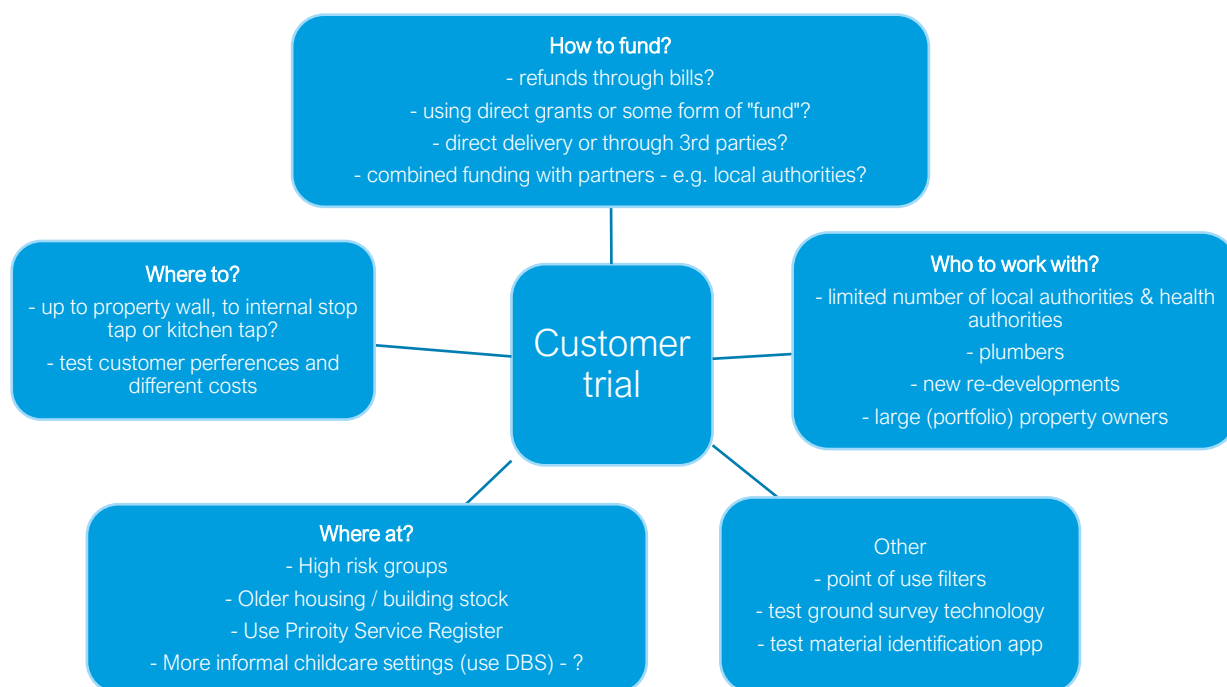 How to fund?
- refunds through bills?
- using direct grants or some form of "fund"?
- direct delivery or through 3rd parties?
- combined funding with partners - e.g. local authorities?
Where to?
- up to property wall, to internal stop
tap or kitchen tap?
- test customer perferences and
different costs
Customer
trial
Who to work with?
- limited number of local authorities & health
authorities
- plumbers
- new re-developments
- large (portfolio) property owners
Where at?
- High risk groups
- Older housing / building stock
- Use Priroity Service Register
- More informal childcare settings (use DBS) - ?
Other
- point of use filters
- test ground survey technology
- test material identification app